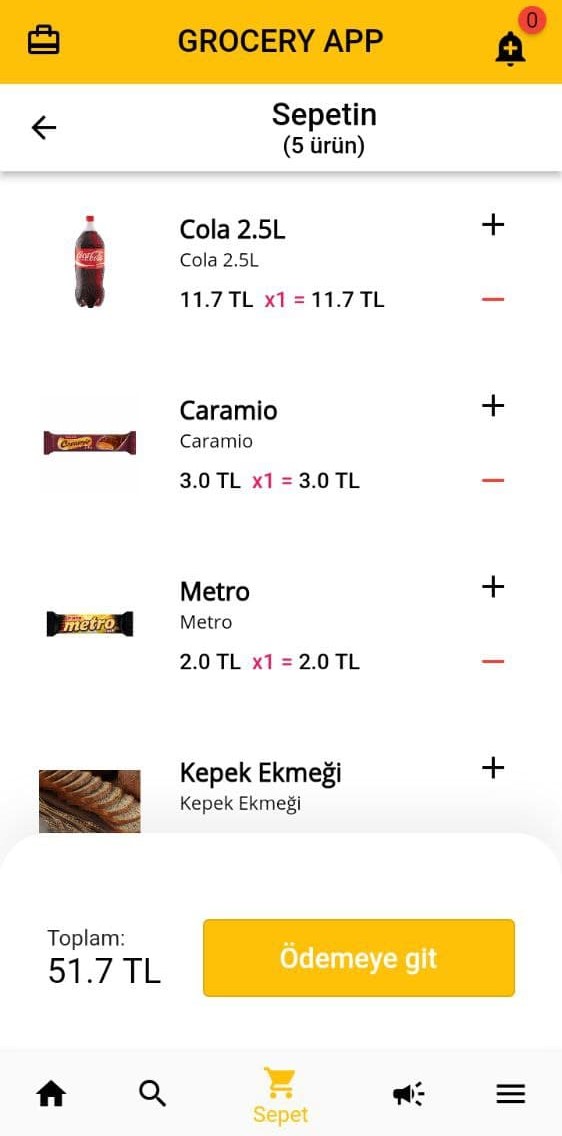 GROCERY APP
0
Sepetin
(5 ürün)
Cola 2.5L
Cola 2.5L
11.7 TL x1 = 11.7 TL
Coca-Cola
Caramio
Caramio
3.0 TL x1 = 3.0 TL
Caramio
Metro
Metro
2.0 TL x1 = 2.0 TL
metro
Kepek Ekmeği
Kepek Ekmeği
Toplam:
51.7 TL
Ödemeye git
Sepet